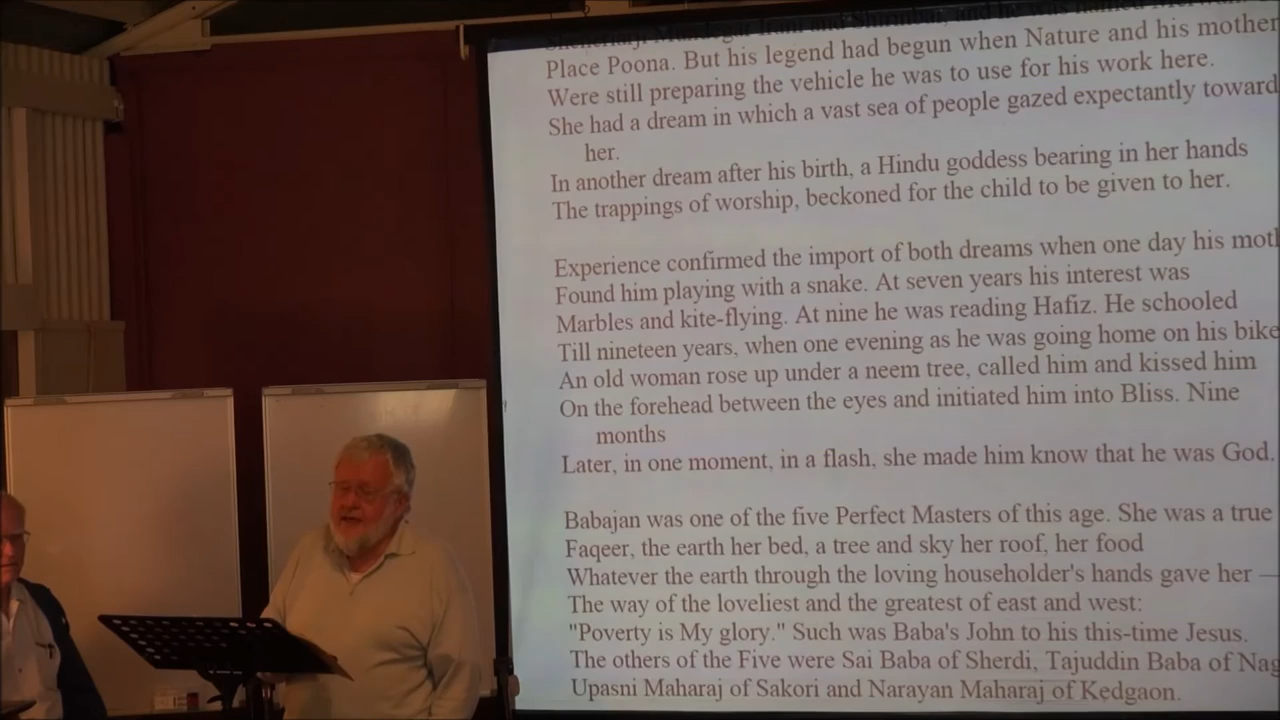 Place Poona. But his legend had begun when Nature and his mother
Were still preparing the vehicle he was to use for his work here.
She had a dream in which a vast sea of people gazed expectantly toward
her.
In another dream after his birth, a Hindu goddess bearing in her hands
The trappings of worship, beckoned for the child to be given to her.
Experience confirmed the import of both dreams when one day his
Found him playing with a snake. At seven years his interest was
Marbles and kite-flying. At nine he was reading Hafiz. He schooled
Till nineteen years, when one evening as he was going home on his bike
An old woman rose up under a neem tree, called him and kissed him
On the forehead between the eyes and initiated him into Bliss. Nine
months
Later, in one moment, in a flash, she made him know that he was God.
Babajan was one of the five Perfect Masters of this age. She was a true
Faqeer, the earth her bed, a tree and sky her roof, her food
Whatever the earth through the loving householder's hands gave her —
The way of the loveliest and the greatest of east and west:
"Poverty is My glory." Such was Baba's John to his this-time Jesus.
The others of the Five were Sai Baba of Sherdi, Tajuddin Baba of
Upasni Maharaj of Sakori and Narayan Maharaj of Kedgaon.